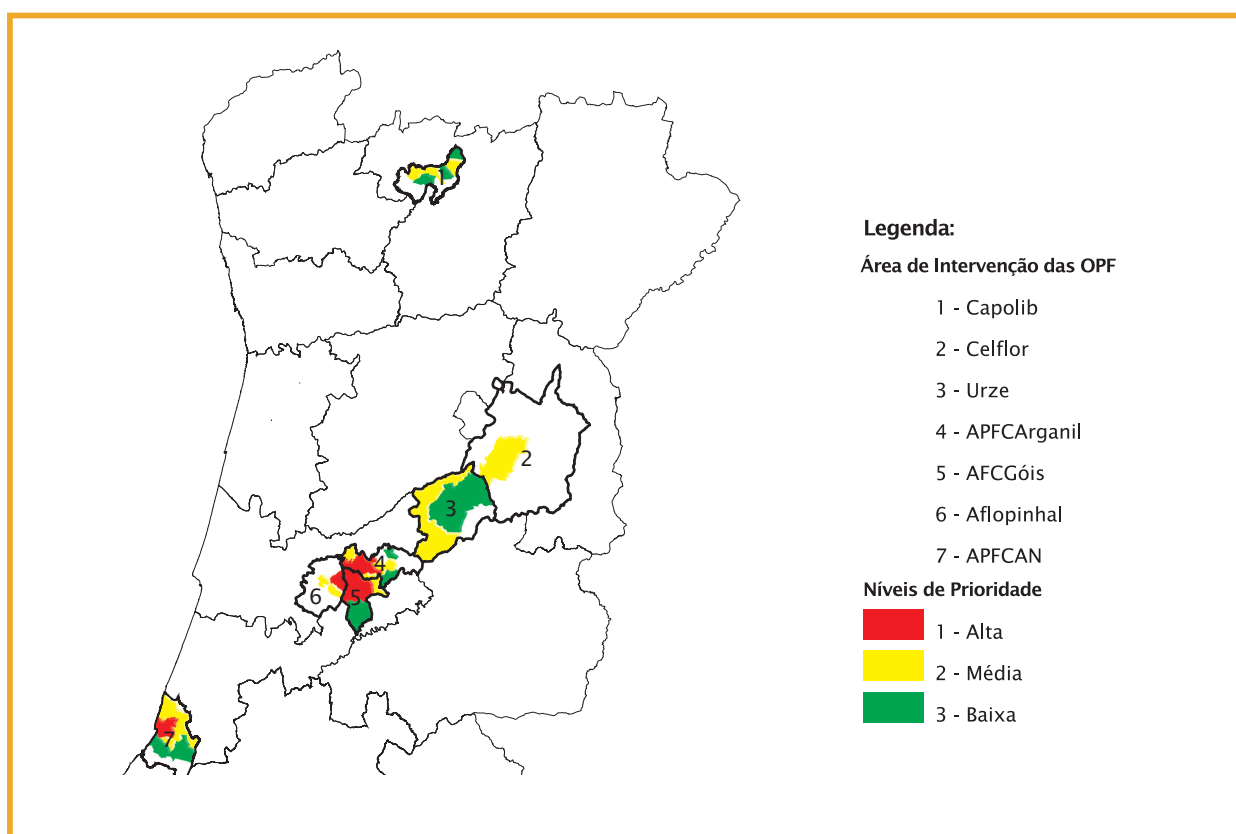 1
2
3
4
5
6
7
Legenda:
Área de Intervenção das OPF
1 - Capolib
2 - Celflor
3 - Urze
4 - APFCArganil
5 - AFCGóis
6 - Aflopinhal
7 - APFCAN
Níveis de Prioridade
1 - Alta
2 - Média
3 - Baixa